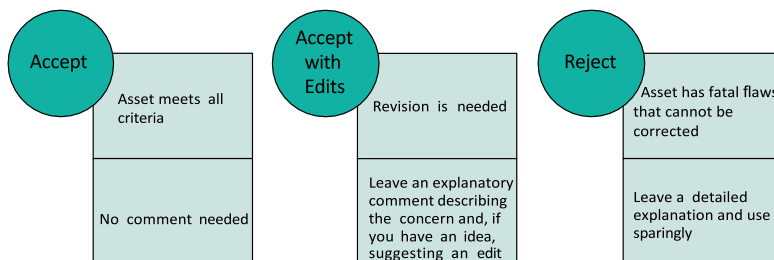 Accept
Asset meets all
criteria
No comment needed
Accept
with
Edits
Revision is needed
Leave an explanatory
comment describing
the concern and, if
you have an idea,
suggesting an edit
Reject
Asset has fatal flaws
that cannot be
corrected
Leave a detailed
explanation and use
sparingly